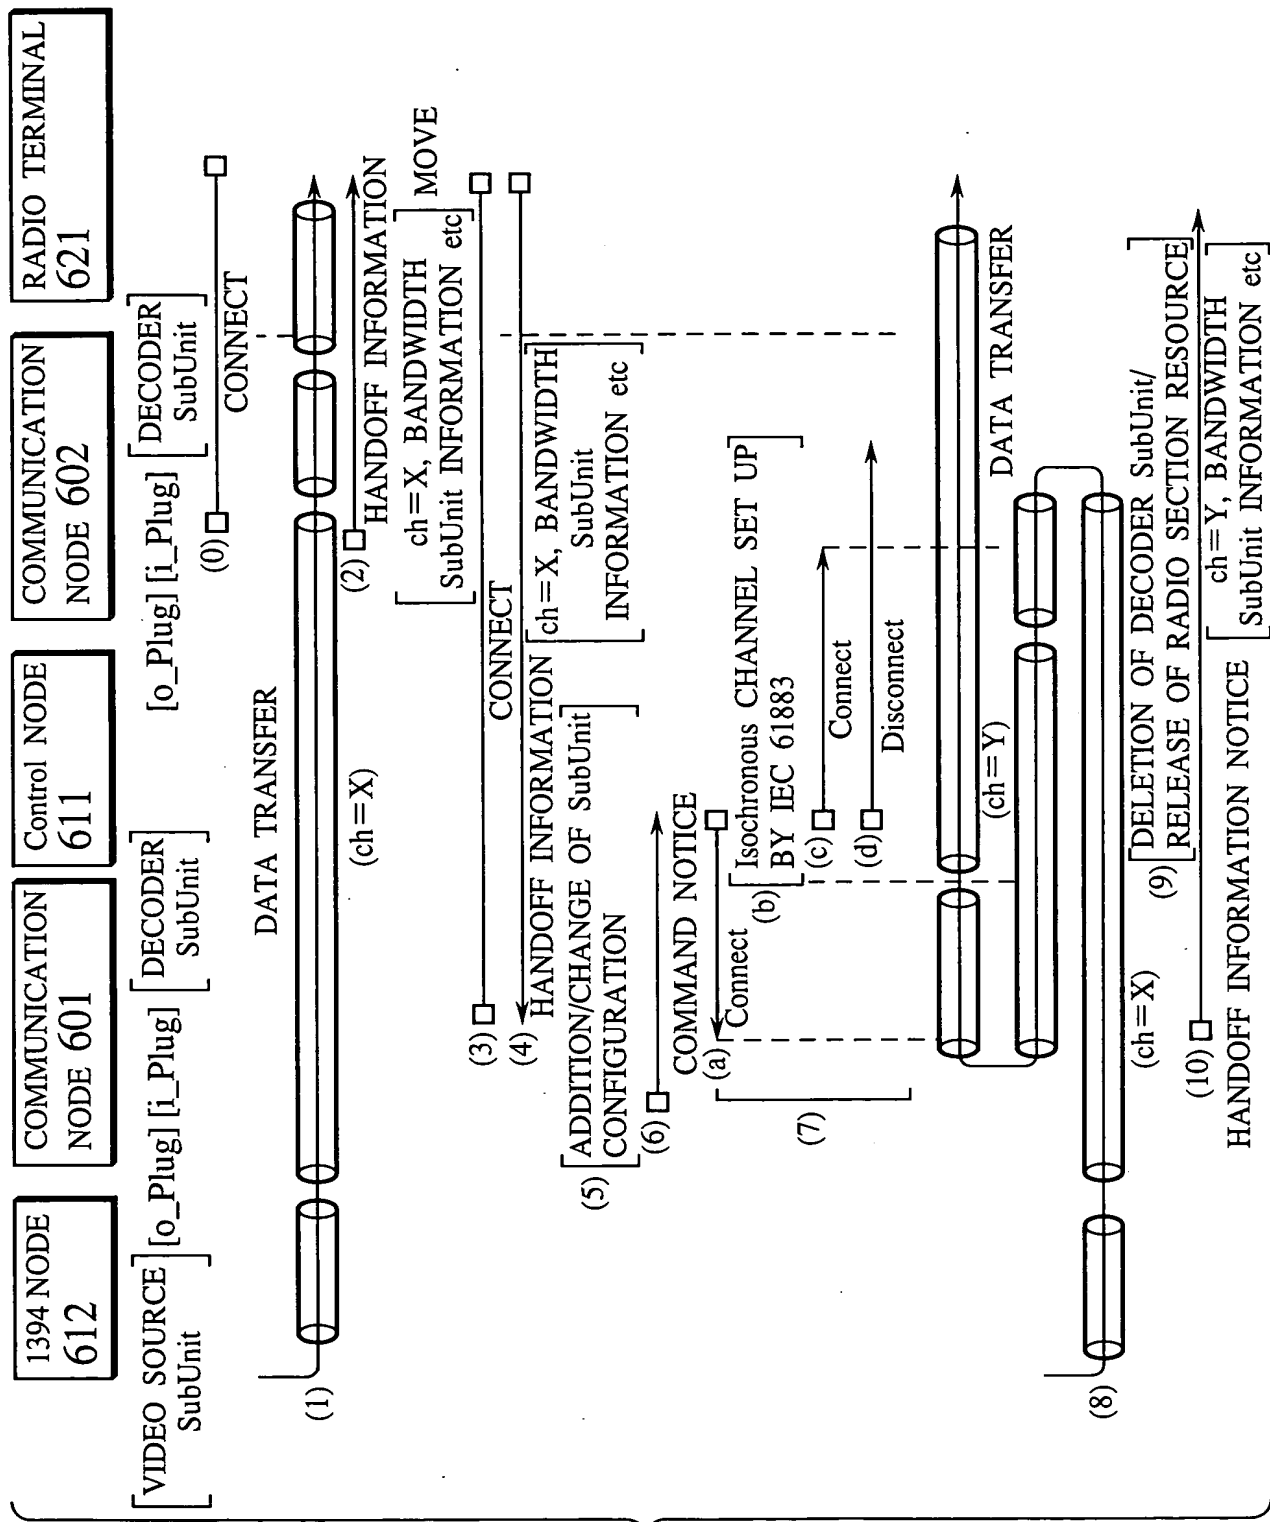 1394 NODE
612
COMMUNICATION
NODE 601
Control NODE
611
COMMUNICATION
NODE 602
RADIO TERMINAL
621
[VIDEO SOURCE
SubUnit]
[o_Plug] [i_Plug]
[DECODER
SubUnit]
[o_Plug] [i_Plug]
[DECODER
SubUnit]
(0)
CONNECT
DATA TRANSFER
(1)
(ch=X)
(2)
HANDOFF INFORMATION
[ch=X, BANDWIDTH
SubUnit INFORMATION etc]
MOVE
(3)
CONNECT
(4)
HANDOFF INFORMATION
[ch=X, BANDWIDTH
SubUnit
INFORMATION etc]
(5)
[ADDITION/CHANGE OF SubUnit
CONFIGURATION]
(6)
COMMAND NOTICE
(7)
(a)
Connect
(b)
[Isochronous CHANNEL SET UP
BY IEC 61883]
(c)
Connect
(d)
Disconnect
(ch=Y)
DATA TRANSFER
(8)
(ch=X)
(9)
[DELETION OF DECODER SubUnit/
RELEASE OF RADIO SECTION RESOURCE]
(10)
HANDOFF INFORMATION NOTICE
[ch=Y, BANDWIDTH
SubUnit INFORMATION etc]